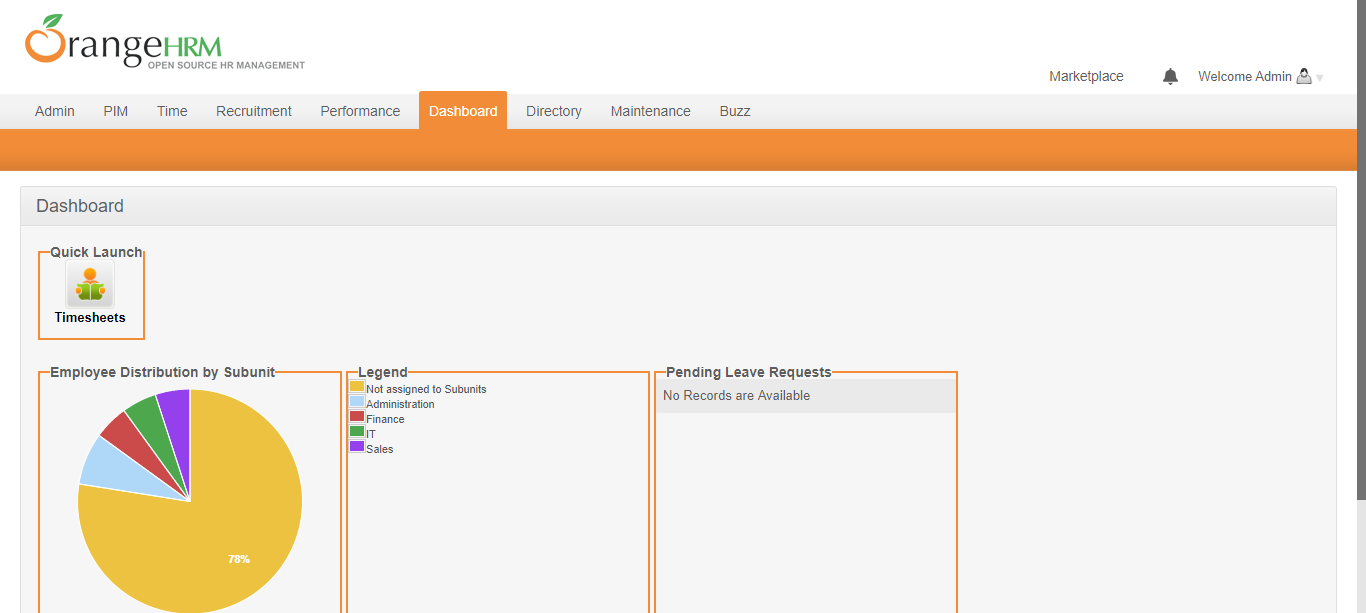 OrangeHRM
OPEN SOURCE HR MANAGEMENT
Marketplace Welcome Admin
Admin PIM Time Recruitment Performance Dashboard Directory Maintenance Buzz
Dashboard
Quick Launch
Timesheets
Employee Distribution by Subunit
78%
Legend
Not assigned to Subunits
Administration
Finance
IT
Sales
Pending Leave Requests
No Records are Available